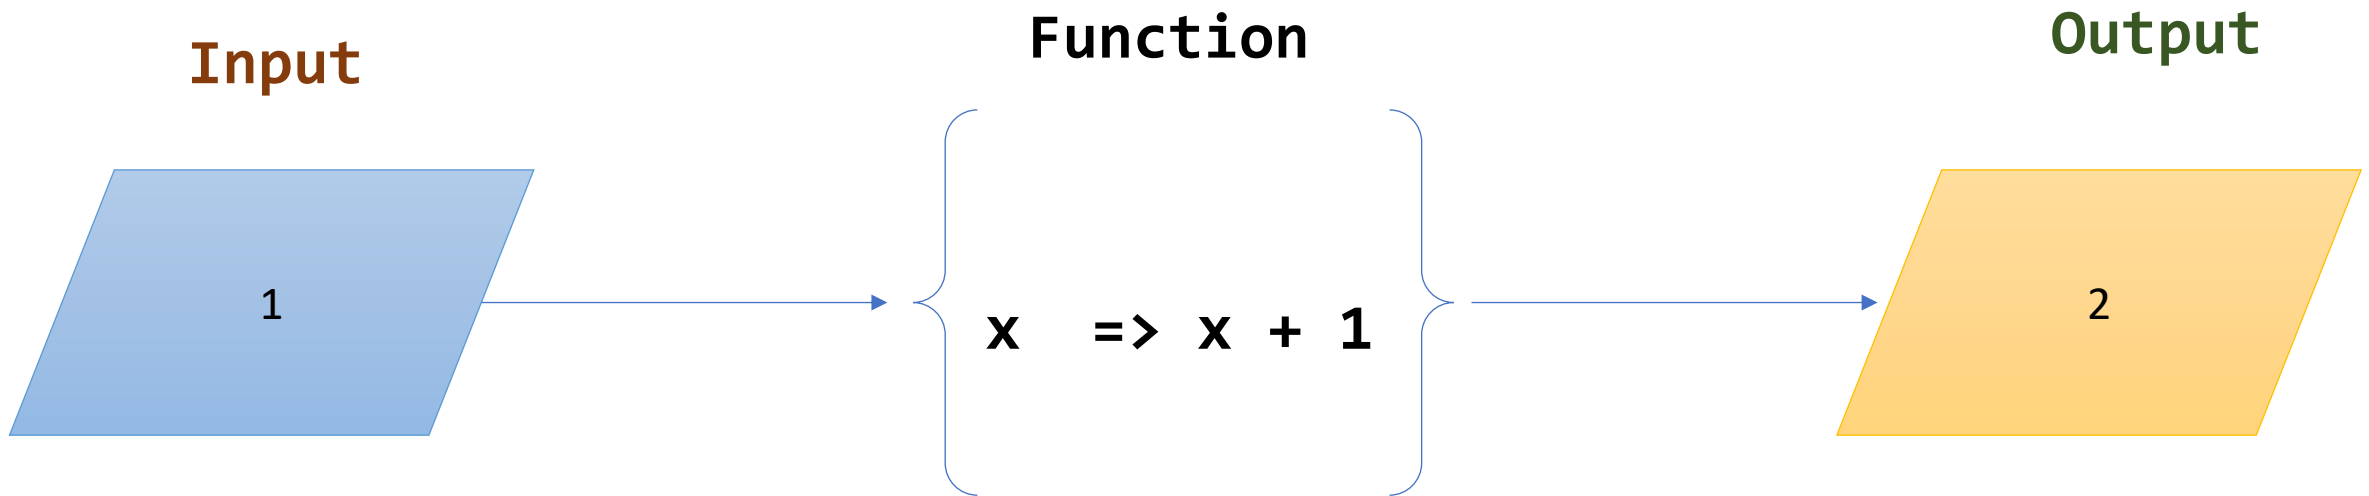 Input
Function
Output
1
x  => x + 1
2